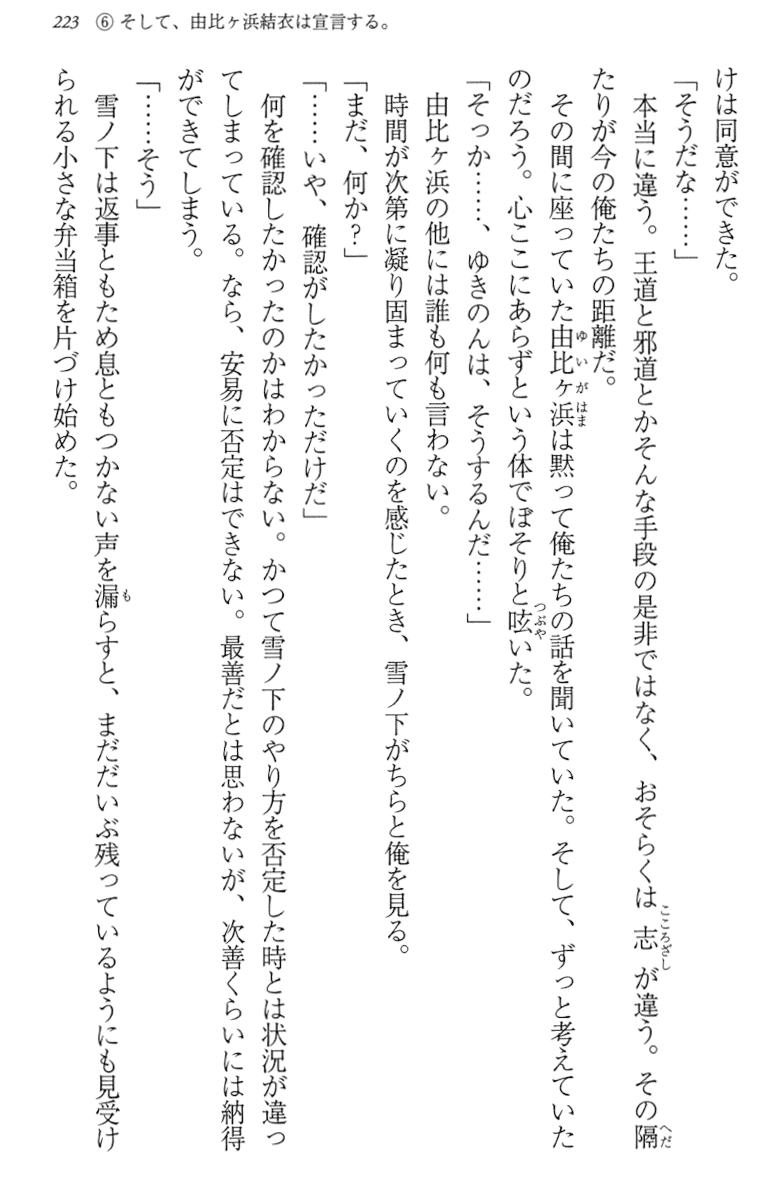 223 ⑥ そして、由比ヶ浜結衣は宣言する。
けは同意ができた。
「そうだな……」
　本当に違う。王道と邪道とかそんな手段の是非ではなく、おそらくは志が違う。その隔
たりが今の俺たちの距離だ。
　その間に座っていた由比ヶ浜は黙って俺たちの話を聞いていた。そして、ずっと考えていた
のだろう。心ここにあらずという体でぼそりと呟いた。
「そっか……、ゆきのんは、そうするんだ……」
　由比ヶ浜の他には誰も何も言わない。
　時間が次第に凝り固まっていくのを感じたとき、雪ノ下がちらと俺を見る。
「まだ、何か？」
「……いや、確認がしたかっただけだ」
　何を確認したかったのかはわからない。かつて雪ノ下のやり方を否定した時とは状況が違っ
てしまっている。なら、安易に否定はできない。最善だとは思わないが、次善くらいには納得
ができてしまう。
「……そう」
　雪ノ下は返事ともため息ともつかない声を漏らすと、まだだいぶ残っているようにも見受け
られる小さな弁当箱を片づけ始めた。